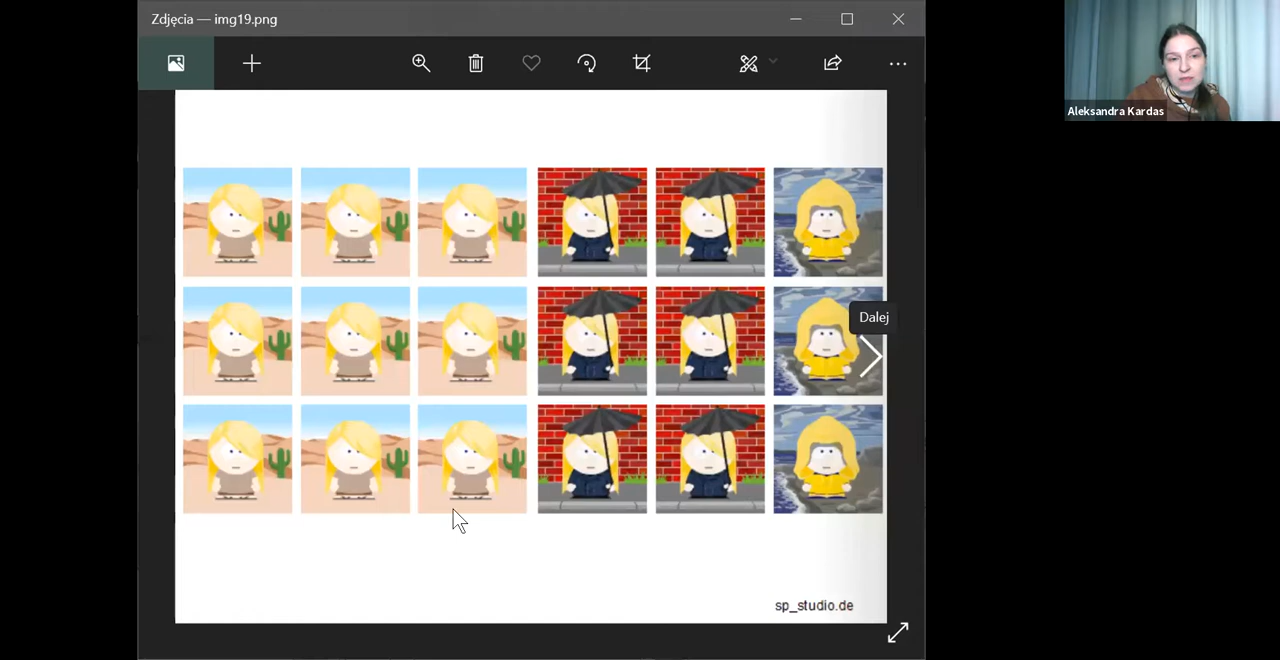 Zdjęcia — img19.png
Aleksandra Kardas
Dalej
sp_studio.de